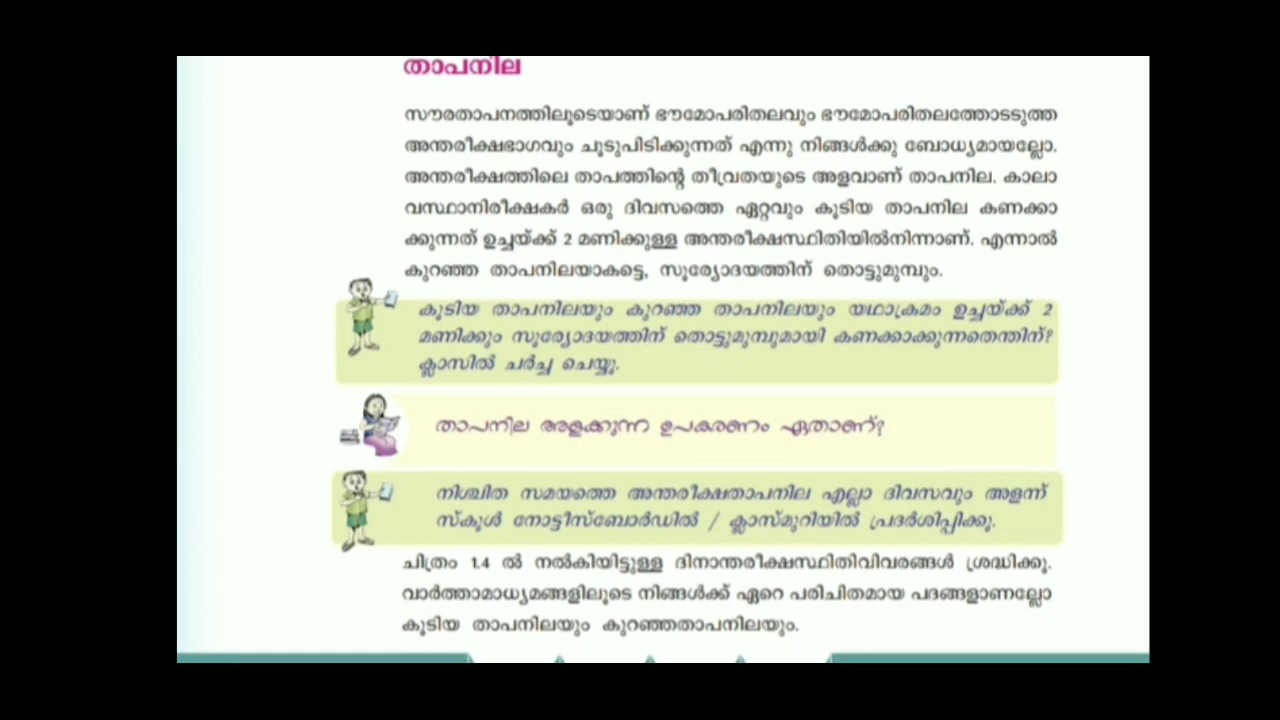 താപനില
സൗരതാപനത്തിലൂടെയാണ് ഭൗമോപരിതലവും ഭൗമോപരിതലത്തോടടുത്ത
അന്തരീക്ഷഭാഗവും ചൂടുപിടിക്കുന്നത് എന്നു നിങ്ങൾക്കു ബോധ്യമായല്ലോ.
അന്തരീക്ഷത്തിലെ താപത്തിന്റെ തീവ്രതയുടെ അളവാണ് താപനില. കാലാ
വസ്ഥാനിരീക്ഷകർ ഒരു ദിവസത്തെ ഏറ്റവും കൂടിയ താപനില കണക്കാ
ക്കുന്നത് ഉച്ചയ്ക്ക് 2 മണിക്കുള്ള അന്തരീക്ഷസ്ഥിതിയിൽനിന്നാണ്. എന്നാൽ
കുറഞ്ഞ താപനിലയാകട്ടെ, സൂര്യോദയത്തിന് തൊട്ടുമുമ്പും.
കൂടിയ താപനിലയും കുറഞ്ഞ താപനിലയും യഥാക്രമം ഉച്ചയ്ക്ക് 2
മണിക്കും സൂര്യോദയത്തിന് തൊട്ടുമുമ്പുമായി കണക്കാക്കുന്നതെന്തിന്?
ക്ലാസിൽ ചർച്ച ചെയ്യൂ.
താപനില അളക്കുന്ന ഉപകരണം ഏതാണ്?
നിശ്ചിത സമയത്തെ അന്തരീക്ഷതാപനില എല്ലാ ദിവസവും അളന്ന്
സ്കൂൾ നോട്ടീസ്ബോർഡിൽ / ക്ലാസ്മുറിയിൽ പ്രദർശിപ്പിക്കൂ.
ചിത്രം 1.4 ൽ നൽകിയിട്ടുള്ള ദിനാന്തരീക്ഷസ്ഥിതിവിവരങ്ങൾ ശ്രദ്ധിക്കൂ.
വാർത്താമാധ്യമങ്ങളിലൂടെ നിങ്ങൾക്ക് ഏറെ പരിചിതമായ പദങ്ങളാണല്ലോ
കൂടിയ താപനിലയും കുറഞ്ഞതാപനിലയും.